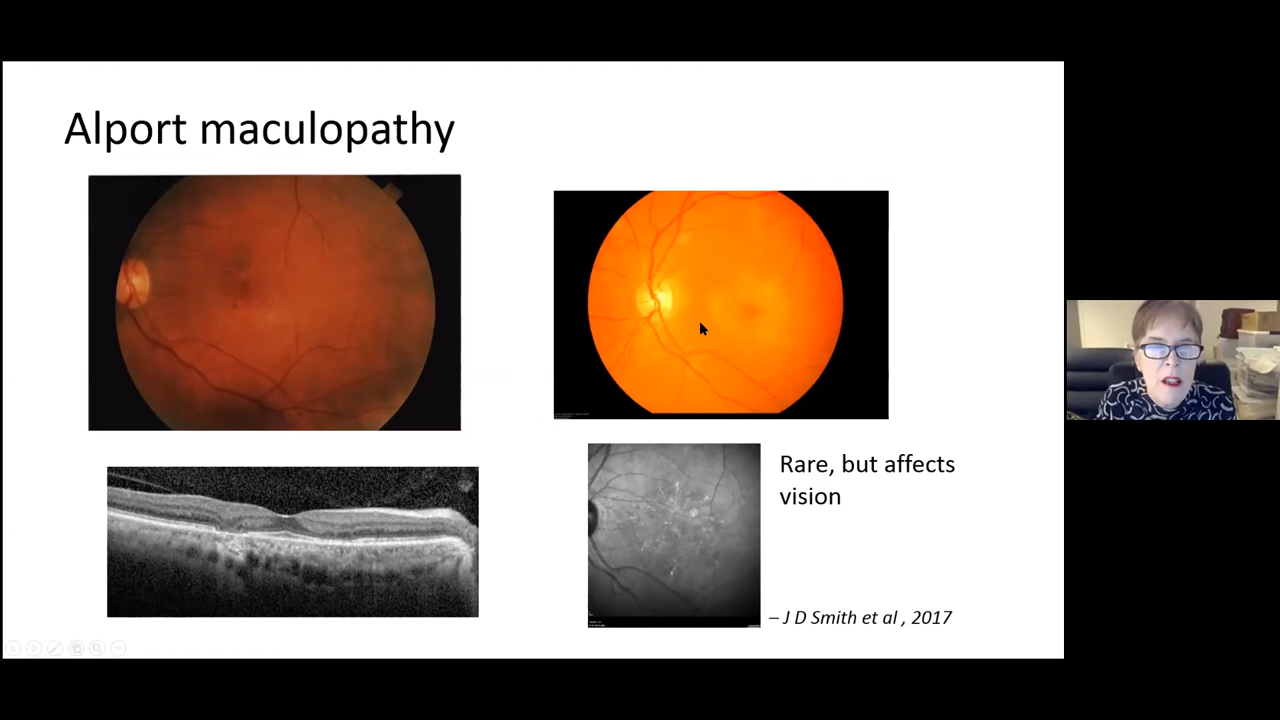 Alport maculopathy
Rare, but affects
vision
– J D Smith et al , 2017